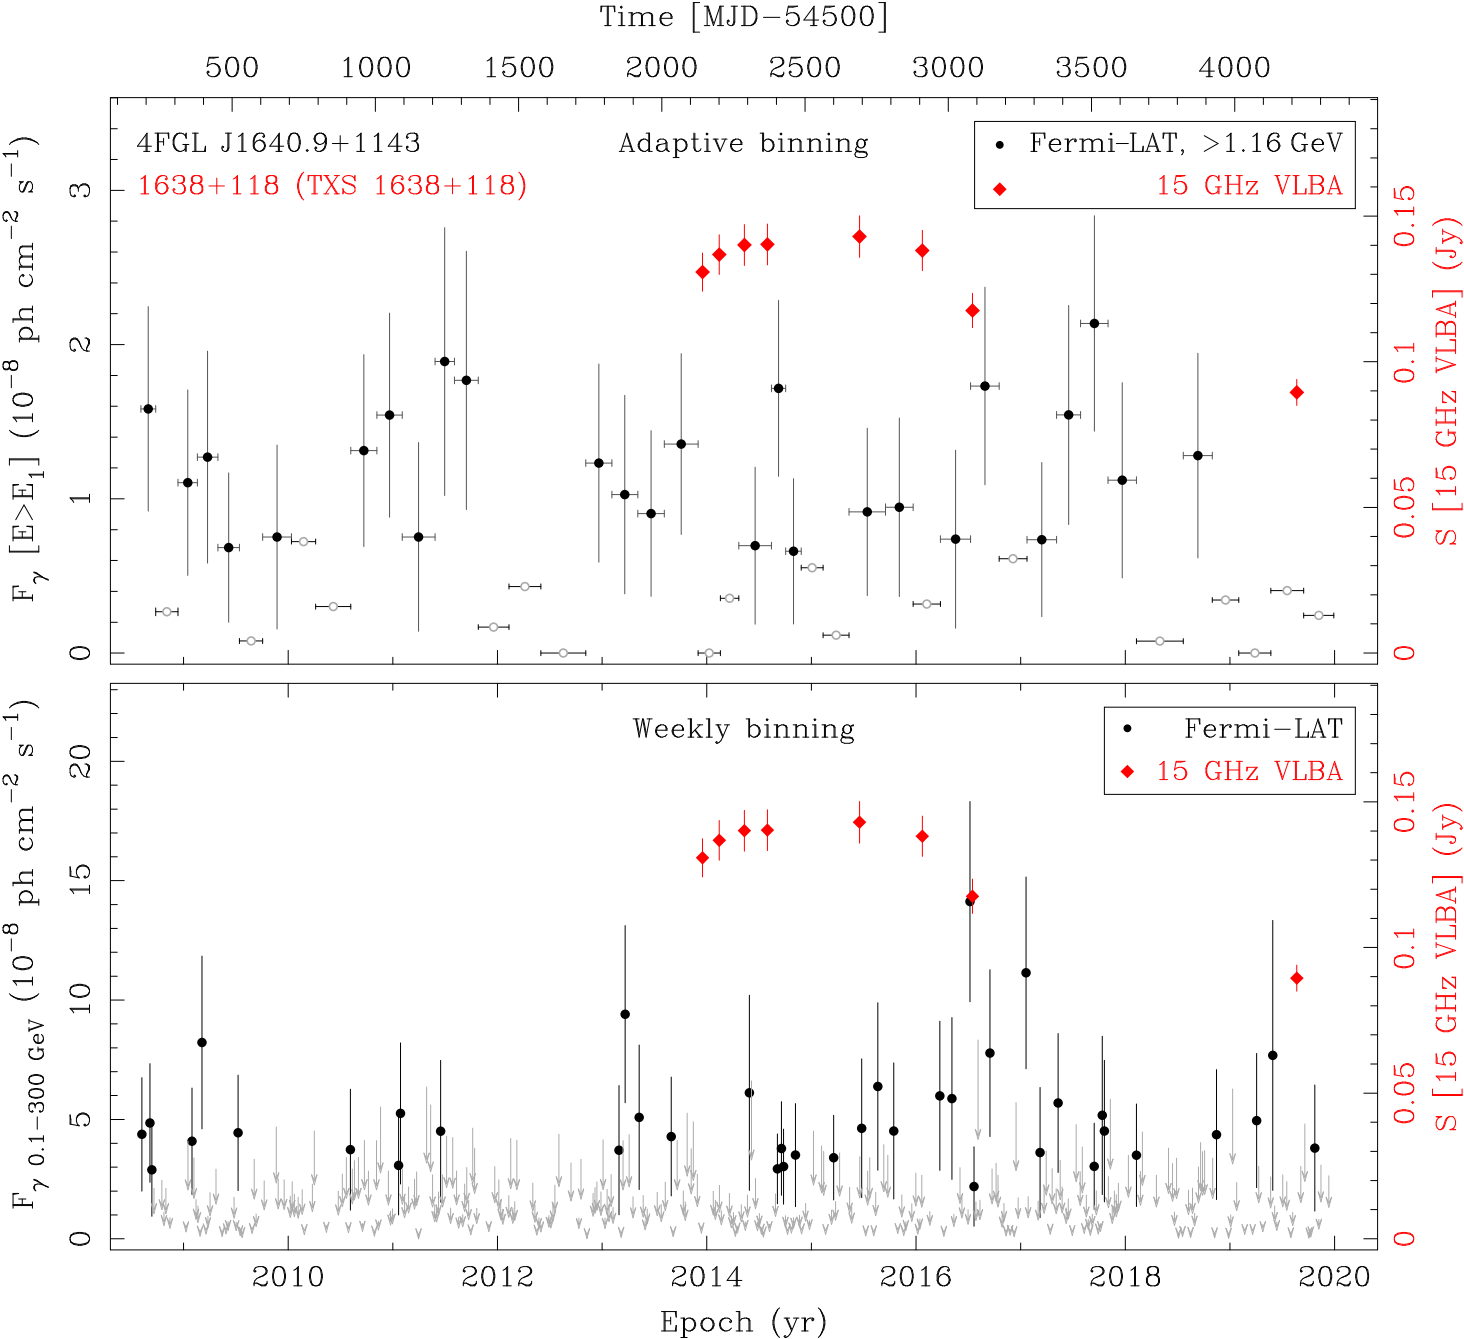 Time [MJD−54500]
500 1000 1500 2000 2500 3000 3500 4000
4FGL J1640.9+1143
1638+118 (TXS 1638+118)
Adaptive binning
Fermi−LAT, >1.16 GeV
15 GHz VLBA
F γ [E>E1] (10−8 ph cm−2 s−1)
3
2
1
0
S [15 GHz VLBA] (Jy)
0.15
0.1
0.05
0
Weekly binning
Fermi−LAT
15 GHz VLBA
F γ 0.1−300 GeV (10−8 ph cm−2 s−1)
20
15
10
5
0
S [15 GHz VLBA] (Jy)
0.15
0.1
0.05
0
2010 2012 2014 2016 2018 2020
Epoch (yr)